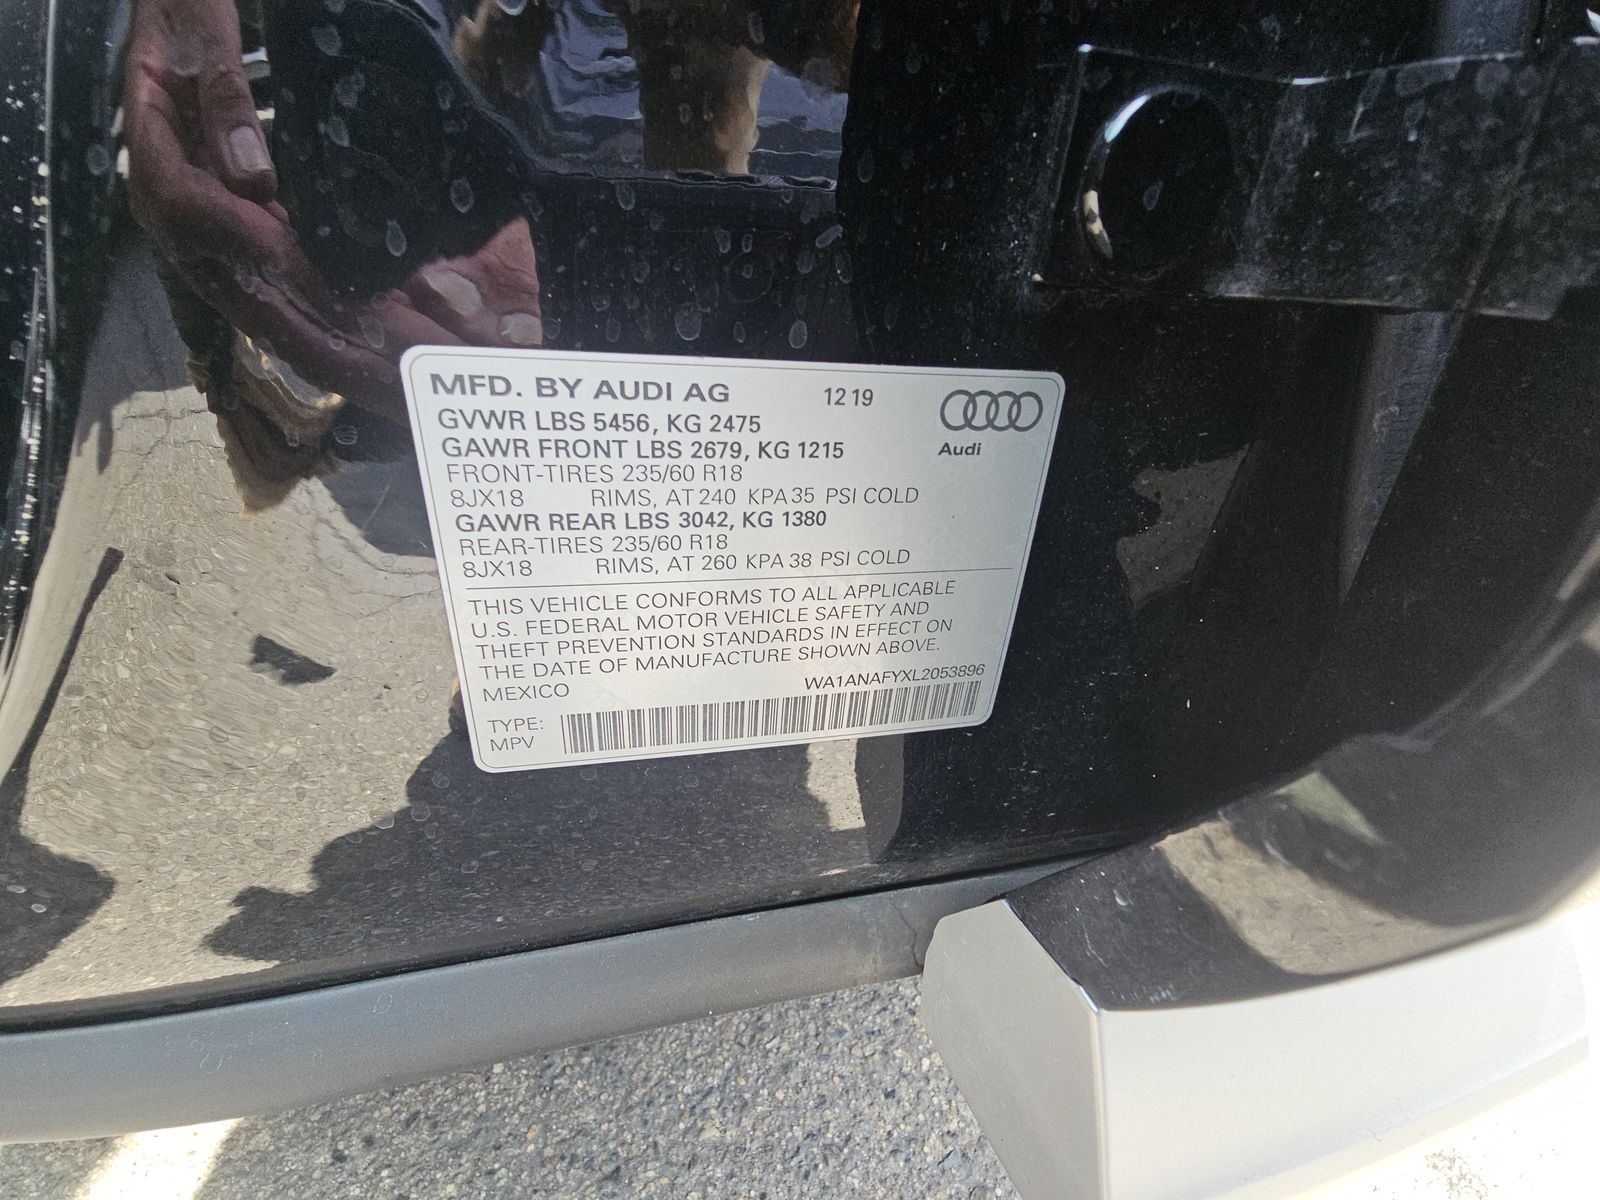 MFD. BY AUDI AG 12 19
GVWR LBS 5456, KG 2475
GAWR FRONT LBS 2679, KG 1215
Audi
FRONT-TIRES 235/60 R18
8JX18 RIMS, AT 240 KPA 35 PSI COLD
GAWR REAR LBS 3042, KG 1380
REAR-TIRES 235/60 R18
8JX18 RIMS, AT 260 KPA 38 PSI COLD
THIS VEHICLE CONFORMS TO ALL APPLICABLE
U.S. FEDERAL MOTOR VEHICLE SAFETY AND
THEFT PREVENTION STANDARDS IN EFFECT ON
THE DATE OF MANUFACTURE SHOWN ABOVE.
MEXICO WA1ANAFYXL2053896
TYPE:
MPV